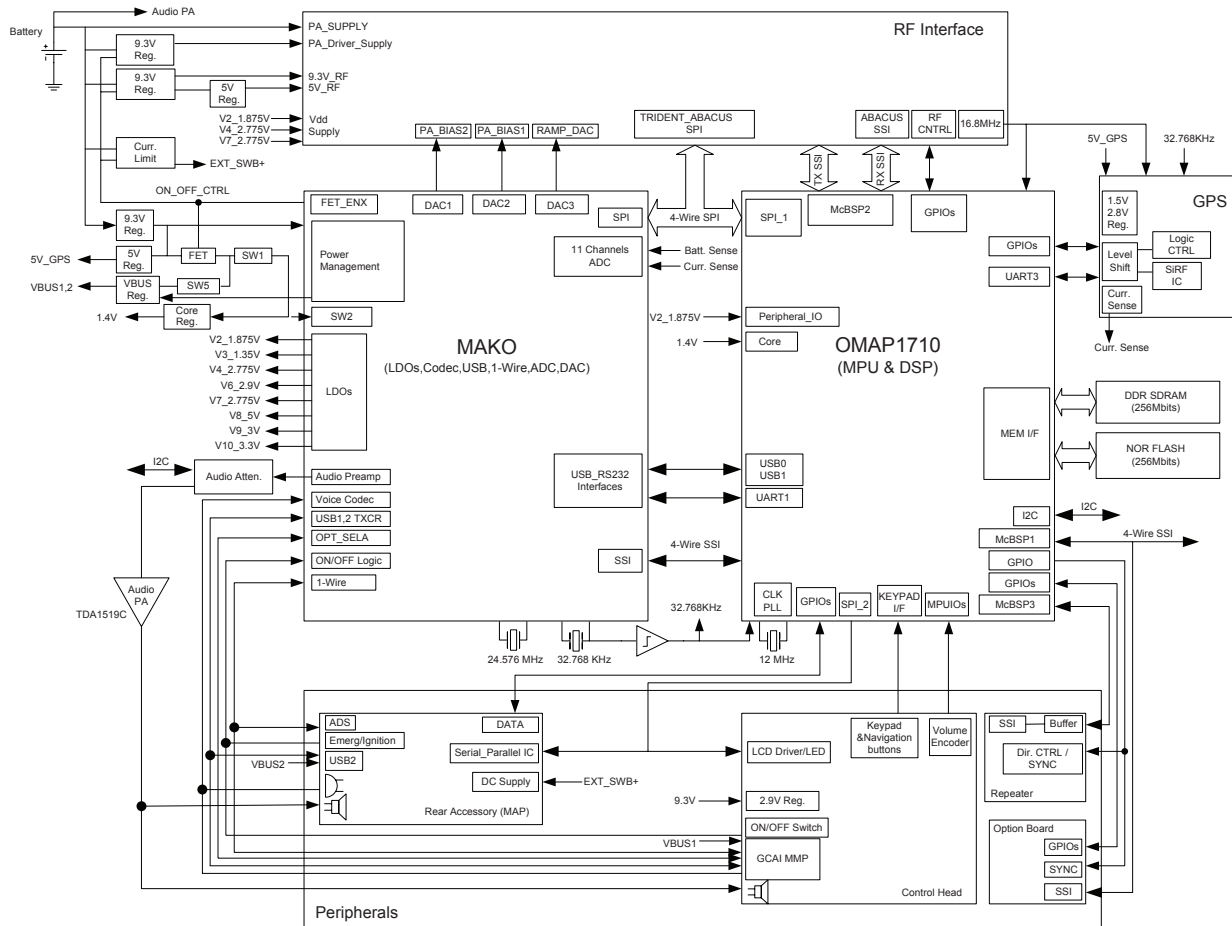 Audio PA
Battery
PA_SUPPLY
PA_Driver_Supply
RF Interface
9.3V
Reg.
9.3V
Reg.
5V
Reg.
9.3V_RF
5V_RF
V2_1.875V
V4_2.775V
V7_2.775V
Vdd
Supply
PA_BIAS2
PA_BIAS1
RAMP_DAC
TRIDENT_ABACUS
SPI
ABACUS
SSI
RF
CNTRL
16.8MHz
Curr.
Limit
EXT_SWB+
ON_OFF_CTRL
TX SSI
RX SSI
5V_GPS
32.768KHz
FET_ENX
DAC1
DAC2
DAC3
SPI
4-Wire SPI
SPI_1
McBSP2
GPIOs
GPS
1.5V
2.8V
Reg.
9.3V
Reg.
Power
Management
11 Channels
ADC
Batt. Sense
Curr. Sense
GPIOs
UART3
Level
Shift
Logic
CTRL
SiRF
IC
Curr.
Sense
Curr. Sense
5V_GPS
5V
Reg.
FET
SW1
VBUS1,2
VBUS
Reg.
SW5
1.4V
Core
Reg.
SW2
V2_1.875V
Peripheral_IO
1.4V
Core
MAKO
(LDOs,Codec,USB,1-Wire,ADC,DAC)
OMAP1710
(MPU & DSP)
V2_1.875V
V3_1.35V
V4_2.775V
V6_2.9V
V7_2.775V
V8_5V
V9_3V
V10_3.3V
LDOs
MEM I/F
DDR SDRAM
(256Mbits)
NOR FLASH
(256Mbits)
I2C
Audio Atten.
Audio Preamp
Voice Codec
USB1,2 TXCR
OPT_SELA
ON/OFF Logic
1-Wire
USB_RS232
Interfaces
USB0
USB1
UART1
SSI
4-Wire SSI
I2C
I2C
McBSP1
4-Wire SSI
GPIO
GPIOs
McBSP3
Audio
PA
TDA1519C
CLK
PLL
GPIOs
SPI_2
KEYPAD
I/F
MPUIOs
32.768KHz
24.576 MHz
32.768 KHz
12 MHz
ADS
Emerg/Ignition
USB2
VBUS2
DATA
Serial_Parallel IC
DC Supply
EXT_SWB+
Rear Accessory (MAP)
LCD Driver/LED
Keypad
&Navigation
buttons
Volume
Encoder
9.3V
2.9V Reg.
ON/OFF Switch
VBUS1
GCAI MMP
Control Head
SSI
Buffer
Dir. CTRL /
SYNC
Repeater
Option Board
GPIOs
SYNC
SSI
Peripherals